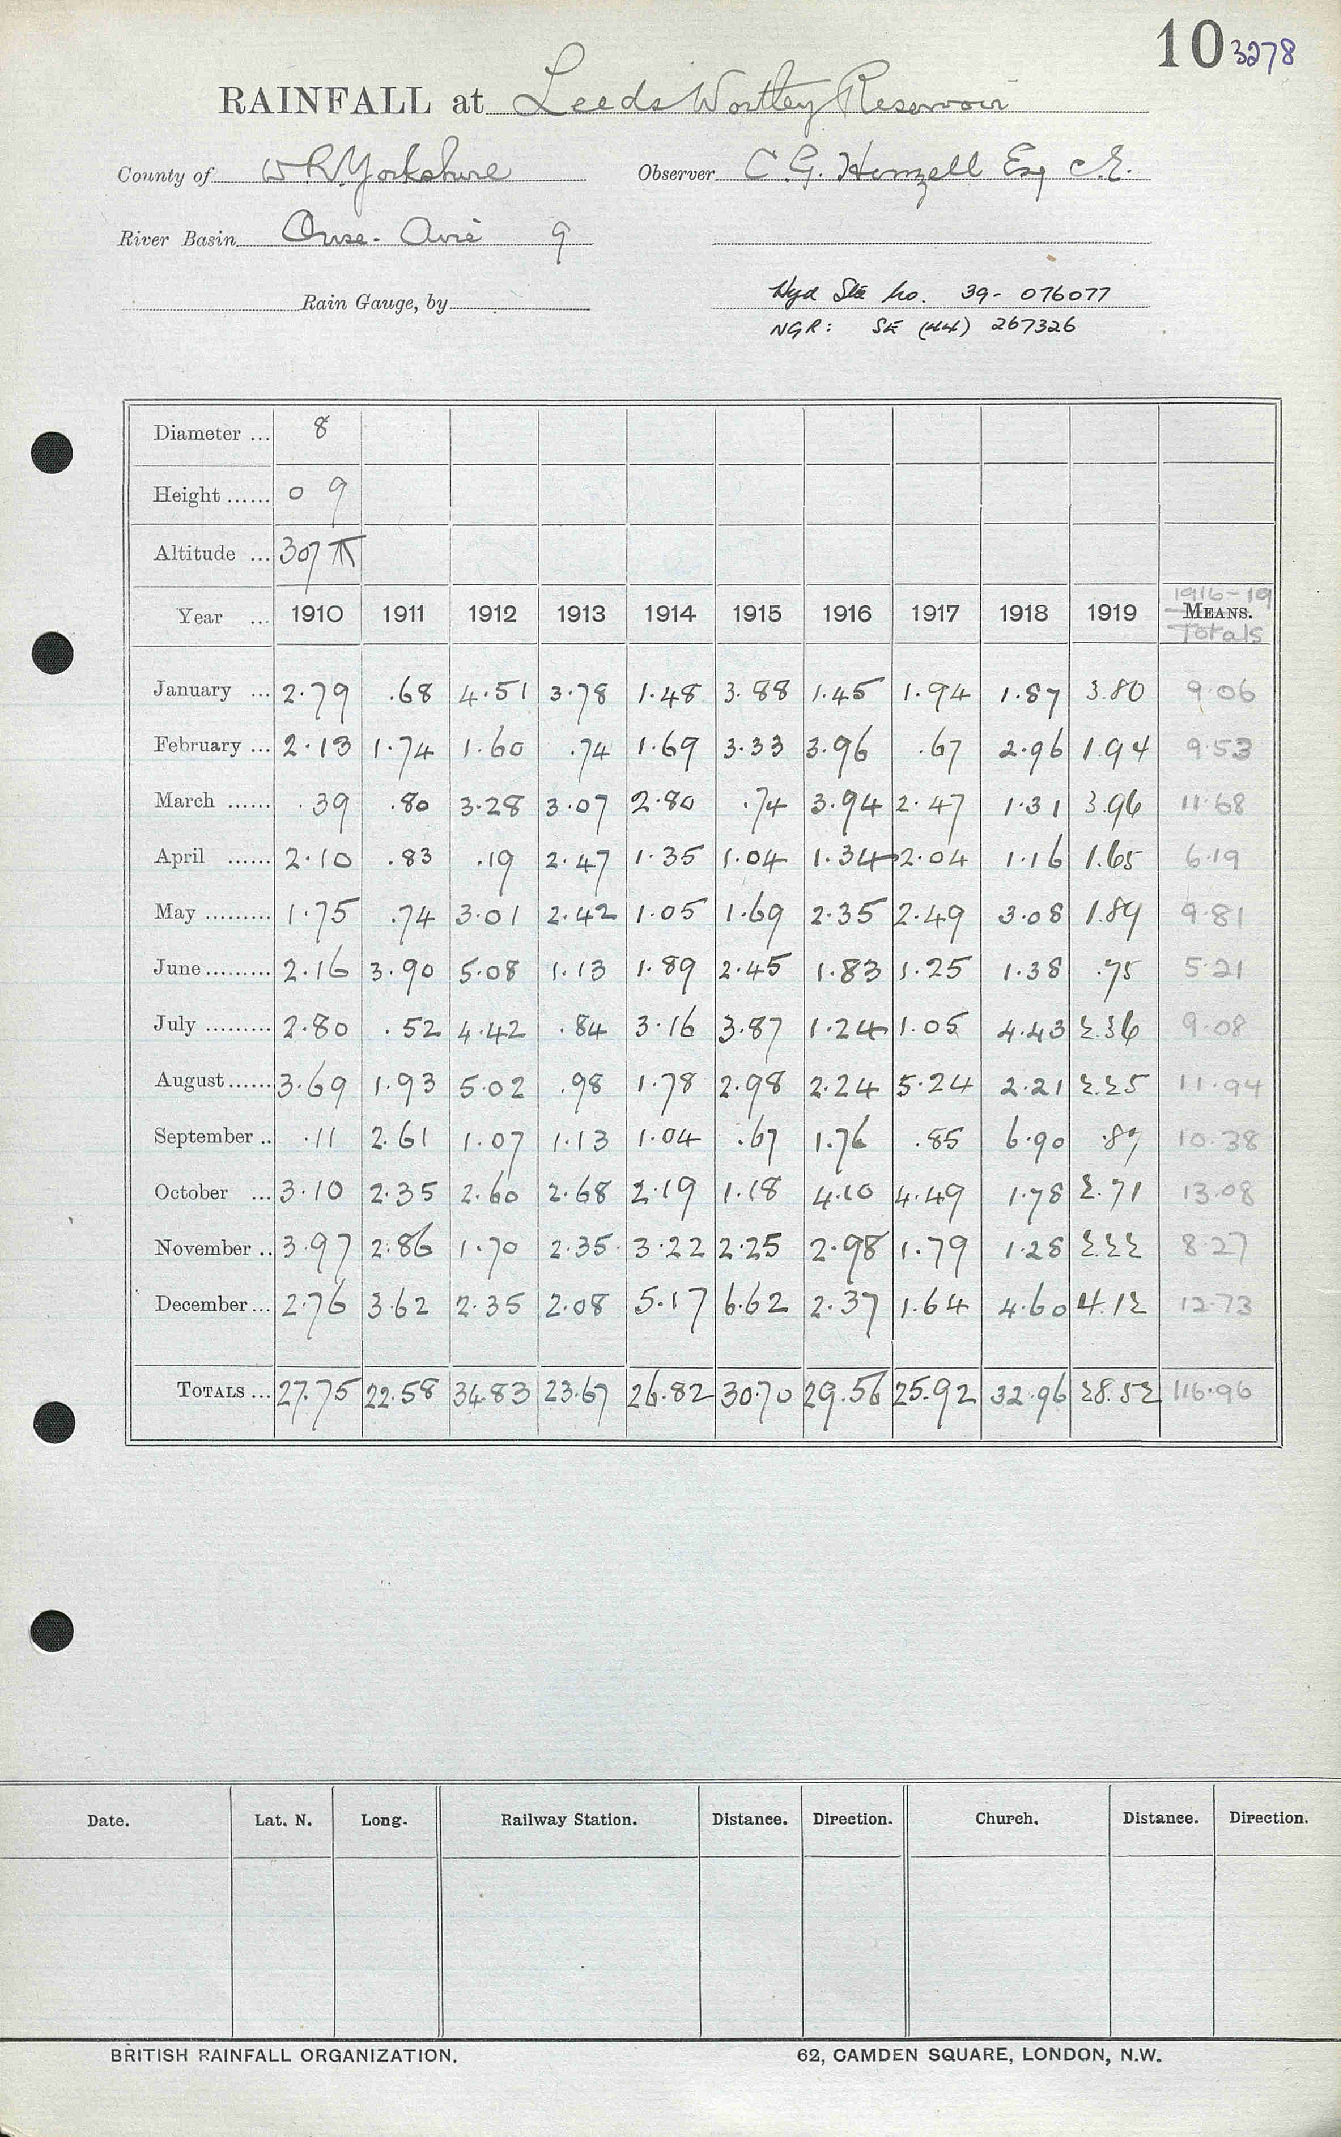 10 3278
RAINFALL at Leeds Wortley Reservoir
County of W R Yorkshire Observer C. G. Henzell Esq C.E.
River Basin Ouse - Aire 9
Rain Gauge, by Hyd Sta No. 39- 076077
NGR: SE (44) 267326
Diameter ... 8
Height ...... 0 9
Altitude ... 307 ft
1916-19
Year ... 1910 1911 1912 1913 1914 1915 1916 1917 1918 1919 MEANS.
Totals
January ... 2.79 .68 4.51 3.78 1.48 3.88 1.45 1.94 1.87 3.80 9.06
February ... 2.13 1.74 1.60 .74 1.69 3.33 3.96 .67 2.96 1.94 9.53
March ...... .39 .80 3.28 3.07 2.80 .74 3.94 2.47 1.31 3.96 11.68
April ...... 2.10 .83 .19 2.47 1.35 1.04 1.34 2.04 1.16 1.65 6.19
May ......... 1.75 .74 3.01 2.42 1.05 1.69 2.35 2.49 3.08 1.89 9.81
June ......... 2.16 3.90 5.08 1.13 1.89 2.45 1.83 1.25 1.38 .75 5.21
July ......... 2.80 .52 4.42 .84 3.16 3.87 1.24 1.05 4.43 2.36 9.08
August ...... 3.69 1.93 5.02 .98 1.78 2.98 2.24 5.24 2.21 2.25 11.94
September .. .11 2.61 1.07 1.13 1.04 .67 1.76 .85 6.90 .87 10.38
October ... 3.10 2.35 2.60 2.68 2.19 1.18 4.10 4.49 1.78 2.71 13.08
November .. 3.97 2.86 1.70 2.35 3.22 2.25 2.98 1.79 1.28 2.22 8.27
December ... 2.76 3.62 2.35 2.08 5.17 6.62 2.37 1.64 4.60 4.12 12.73
TOTALS ... 27.75 22.58 34.83 23.67 26.82 30.70 29.56 25.92 32.96 28.52 116.96
Date. Lat. N. Long. Railway Station. Distance. Direction. Church. Distance. Direction.
BRITISH RAINFALL ORGANIZATION. 62, CAMDEN SQUARE, LONDON, N.W.